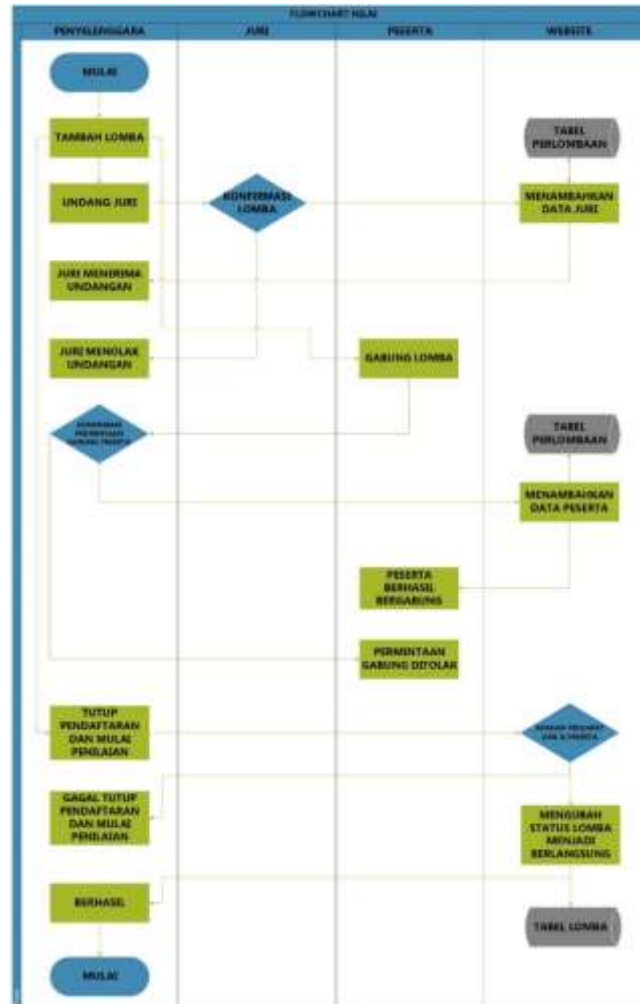 FLOWCHART NILAI
PENYELENGGARA
JURI
PESERTA
WEBSITE
MULAI
TAMBAH LOMBA
TABEL
PERLOMBAAN
UNDANG JURI
KONFIRMASI
LOMBA
MENAMBAHKAN
DATA JURI
JURI MENERIMA
UNDANGAN
JURI MENOLAK
UNDANGAN
GABUNG LOMBA
TABEL
PERLOMBAAN
MENAMBAHKAN
DATA PESERTA
PESERTA
BERHASIL
BERGABUNG
PERMINTAAN
GABUNG DITOLAK
TUTUP
PENDAFTARAN
DAN MULAI
PENILAIAN
GAGAL TUTUP
PENDAFTARAN
DAN MULAI
PENILAIAN
MENGUBAH
STATUS LOMBA
MENJADI
BERLANGSUNG
BERHASIL
TABEL LOMBA
MULAI